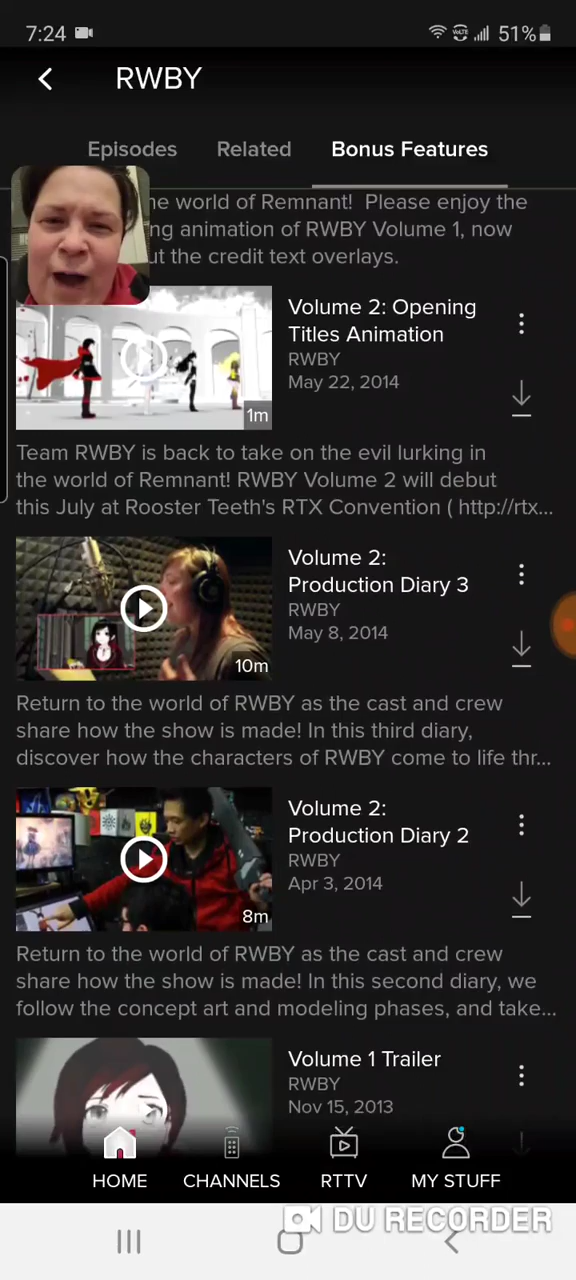 7:24
VoLTE
51%
RWBY
Episodes Related Bonus Features
he world of Remnant! Please enjoy the
ng animation of RWBY Volume 1, now
ut the credit text overlays.
Volume 2: Opening
Titles Animation
RWBY
May 22, 2014
1m
Team RWBY is back to take on the evil lurking in
the world of Remnant! RWBY Volume 2 will debut
this July at Rooster Teeth's RTX Convention ( http://rtx...
Volume 2:
Production Diary 3
RWBY
May 8, 2014
10m
Return to the world of RWBY as the cast and crew
share how the show is made! In this third diary,
discover how the characters of RWBY come to life thr...
Volume 2:
Production Diary 2
RWBY
Apr 3, 2014
8m
Return to the world of RWBY as the cast and crew
share how the show is made! In this second diary, we
follow the concept art and modeling phases, and take...
Volume 1 Trailer
RWBY
Nov 15, 2013
HOME CHANNELS RTTV MY STUFF
DU RECORDER